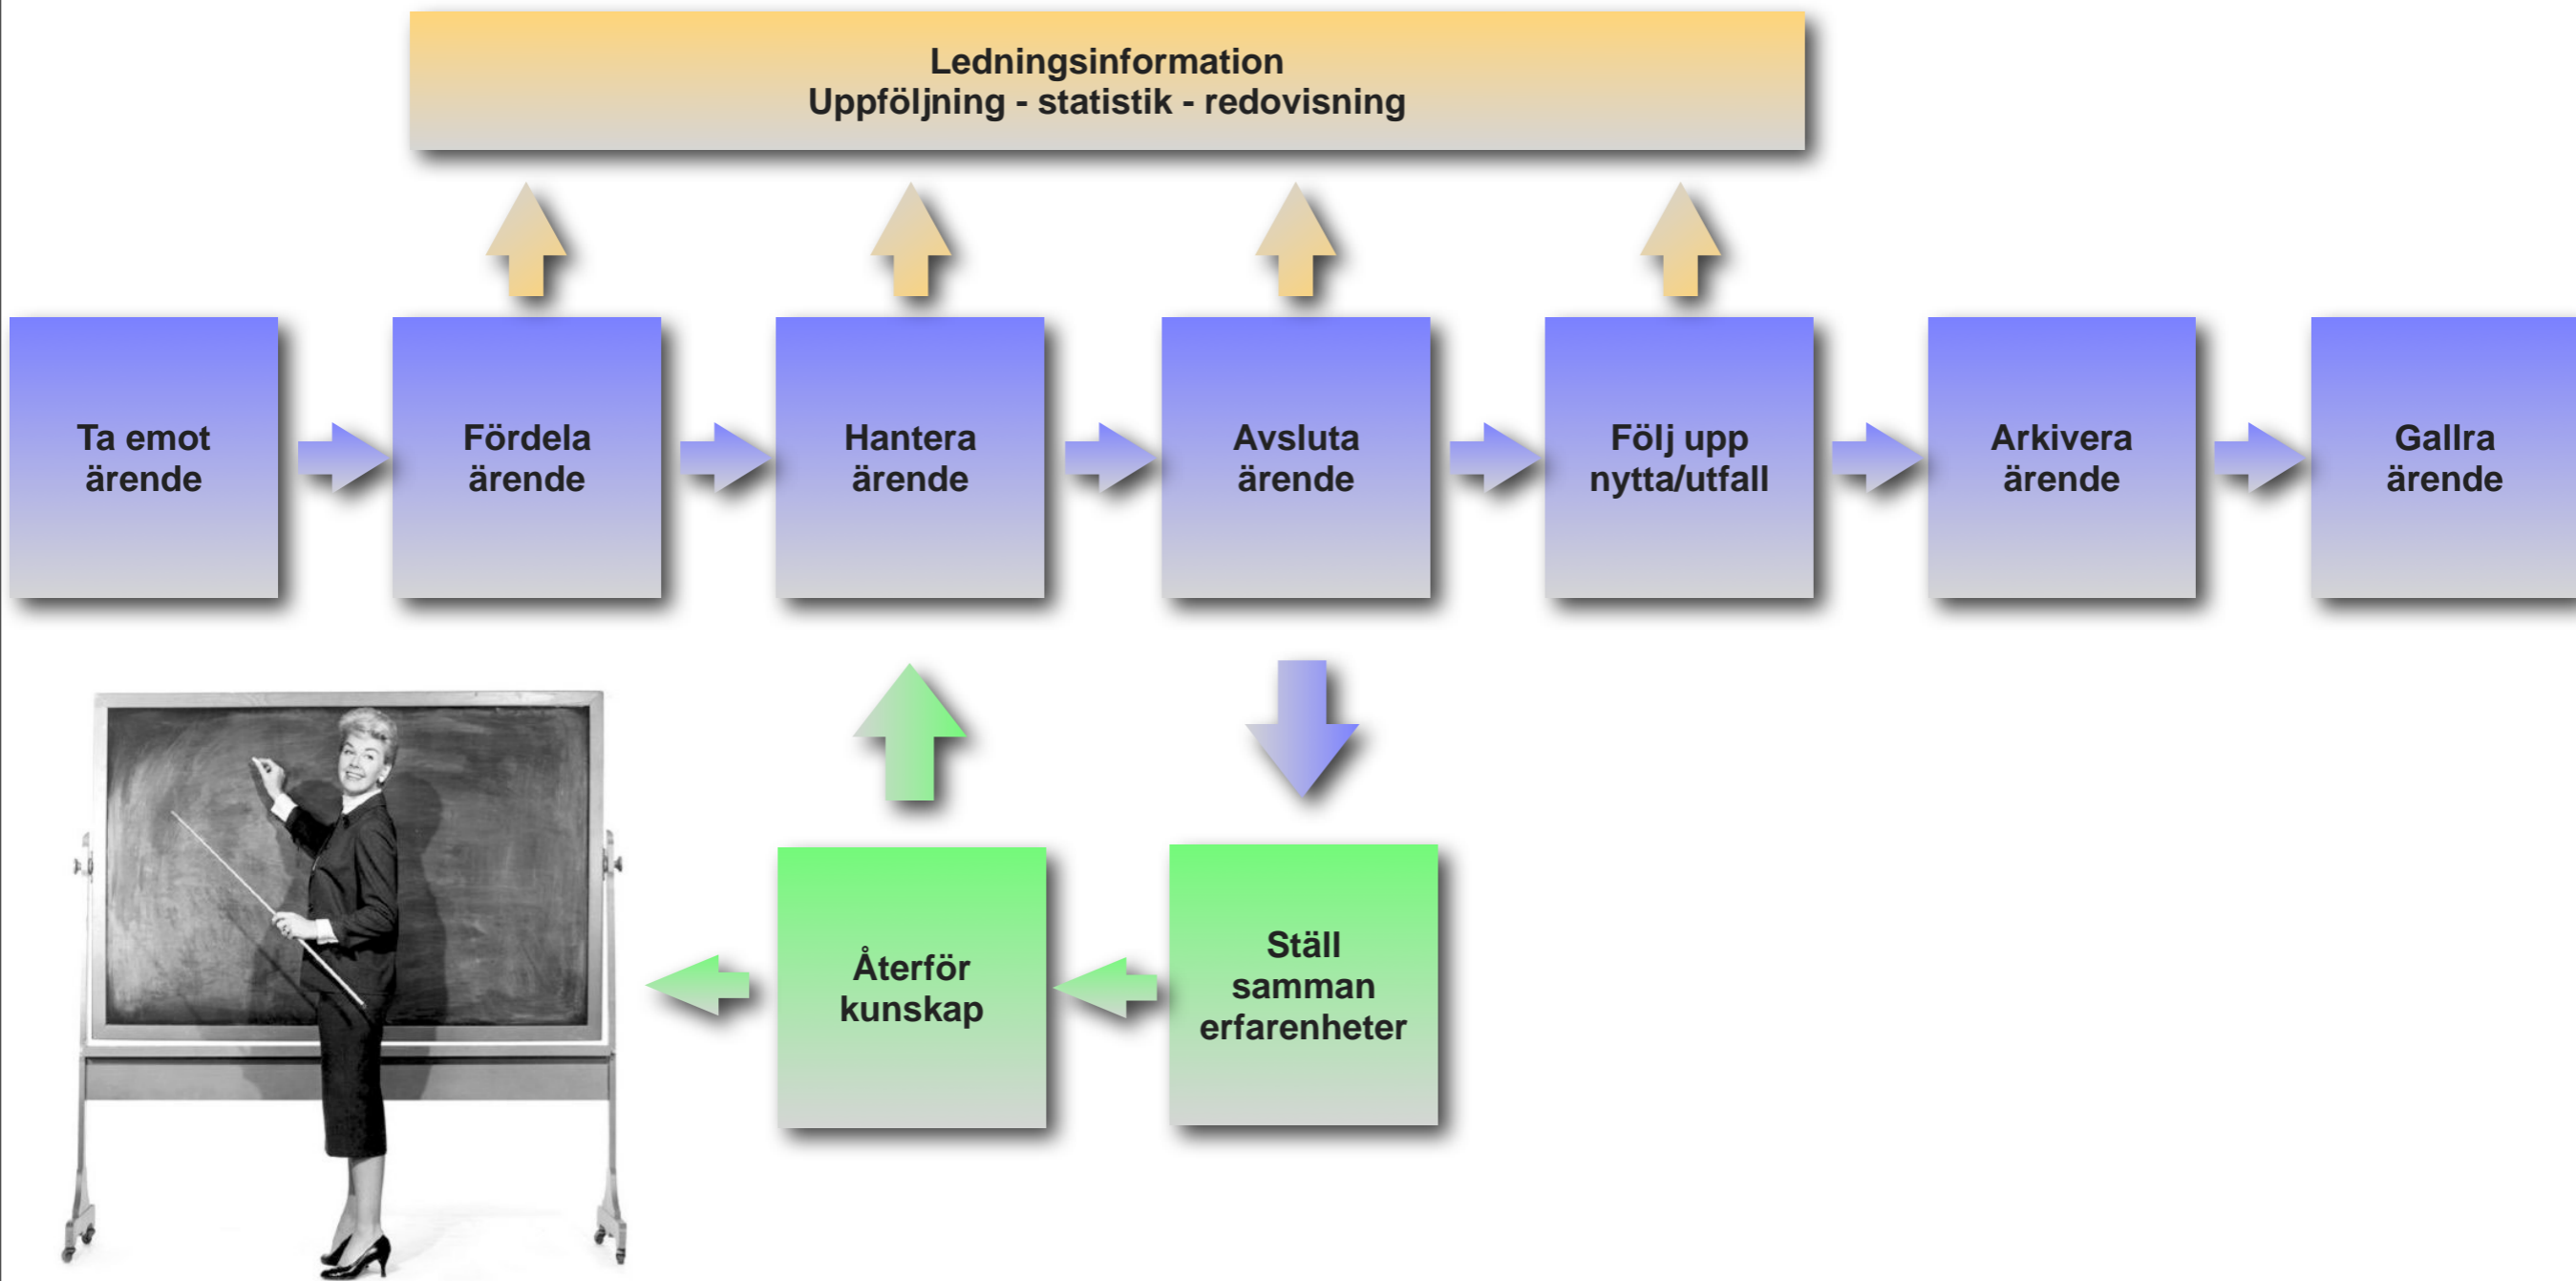 Ledningsinformation
Uppföljning - statistik - redovisning
Ta emot
ärende
Fördela
ärende
Hantera
ärende
Avsluta
ärende
Följ upp
nytta/utfall
Arkivera
ärende
Gallra
ärende
Återför
kunskap
Ställ
samman
erfarenheter